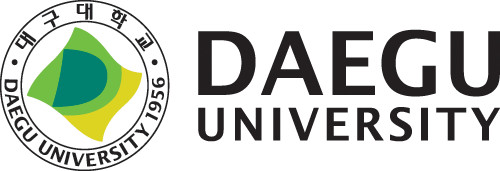 · 대구대학교 ·
DAEGU UNIVERSITY 1956
DAEGU
UNIVERSITY